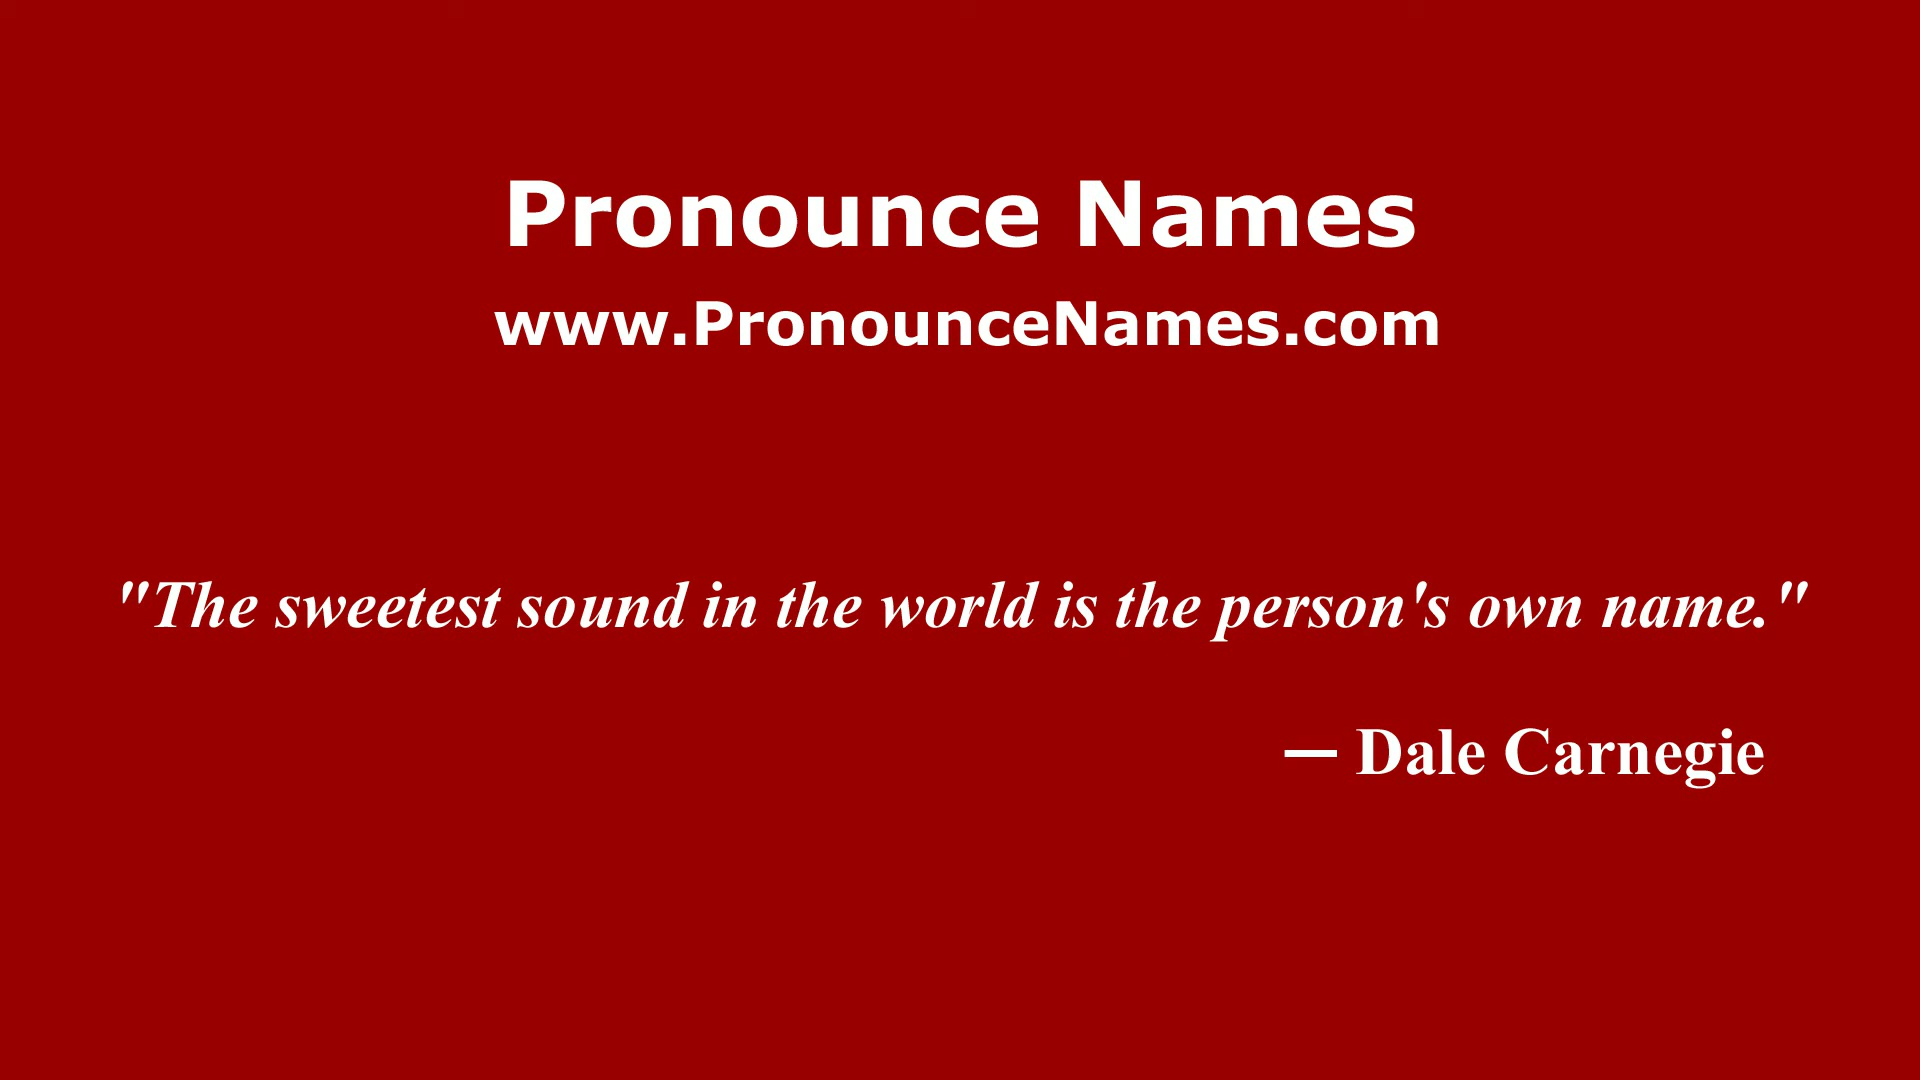 Pronounce Names
www.PronounceNames.com
"The sweetest sound in the world is the person's own name."
— Dale Carnegie